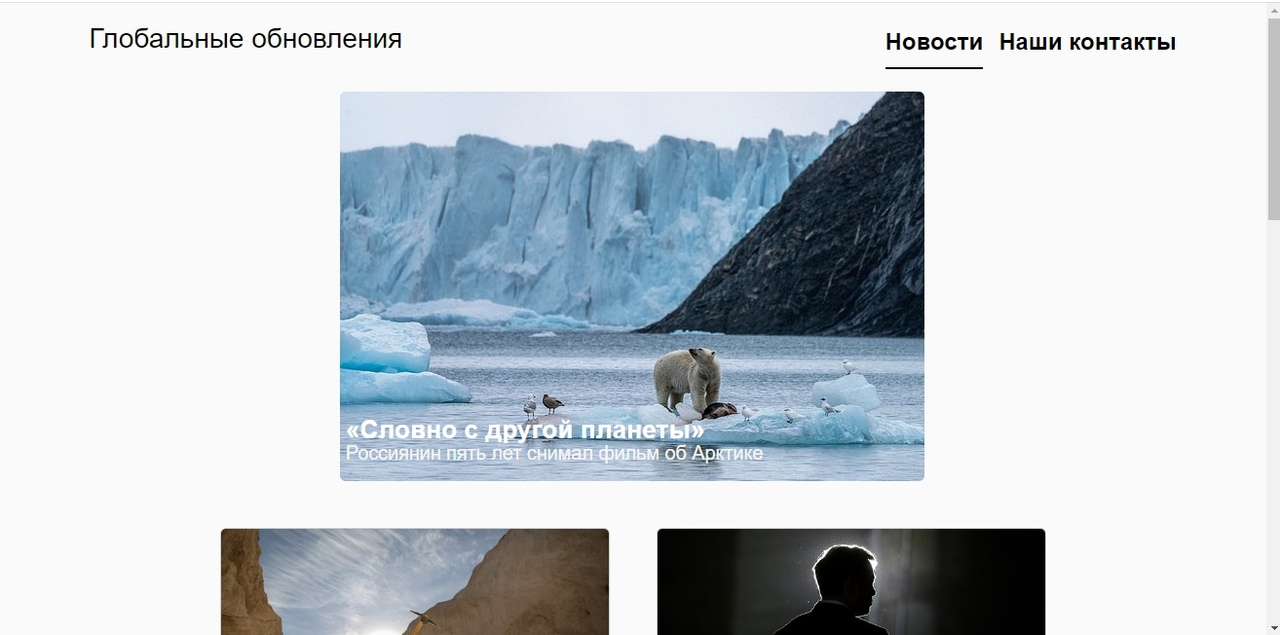 Глобальные обновления
Новости Наши контакты
«Словно с другой планеты»
Россиянин пять лет снимал фильм об Арктике